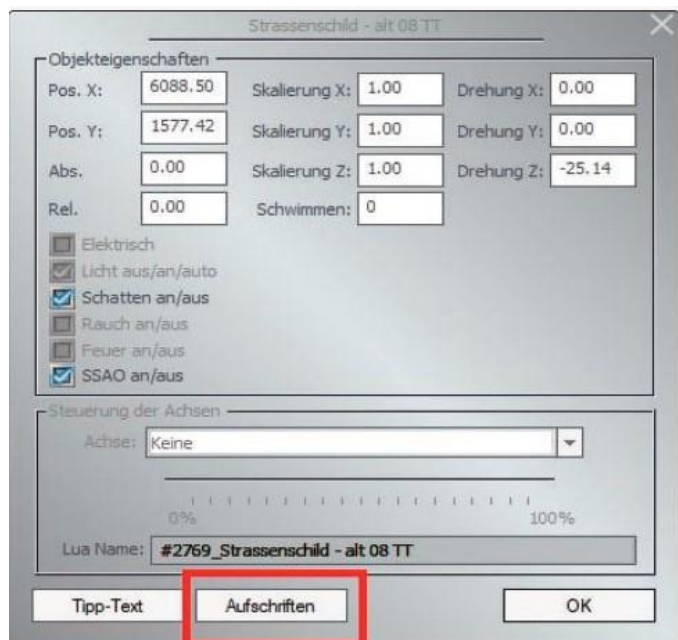 Strassenschild - alt 08 TT
Objekteigenschaften
Pos. X: 6088.50 Skalierung X: 1.00 Drehung X: 0.00
Pos. Y: 1577.42 Skalierung Y: 1.00 Drehung Y: 0.00
Abs. 0.00 Skalierung Z: 1.00 Drehung Z: -25.14
Rel. 0.00 Schwimmen: 0
Elektrisch
Licht aus/an/auto
Schatten an/aus
Rauch an/aus
Feuer an/aus
SSAO an/aus
Steuerung der Achsen
Achse: Keine
0% 100%
Lua Name: #2769_Strassenschild - alt 08 TT
Tipp-Text Aufschriften OK